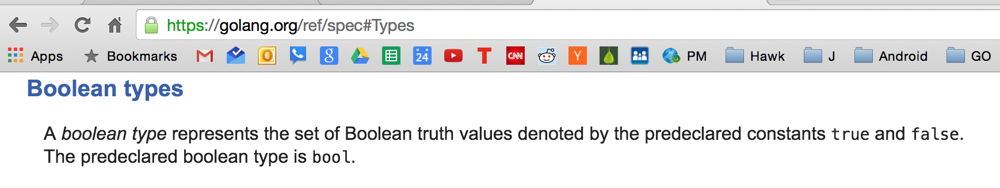 https://golang.org/ref/spec#Types
Apps Bookmarks 8 24 T CNN Y PM Hawk J Android GO
Boolean types
A boolean type represents the set of Boolean truth values denoted by the predeclared constants true and false.
The predeclared boolean type is bool.